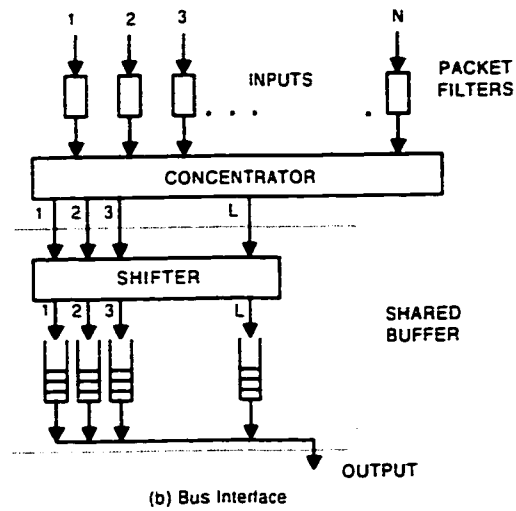 1 2 3 N
INPUTS
PACKET
FILTERS
. . . .
CONCENTRATOR
1 2 3 L
SHIFTER
1 2 3 L
SHARED
BUFFER
OUTPUT
(b) Bus Interface